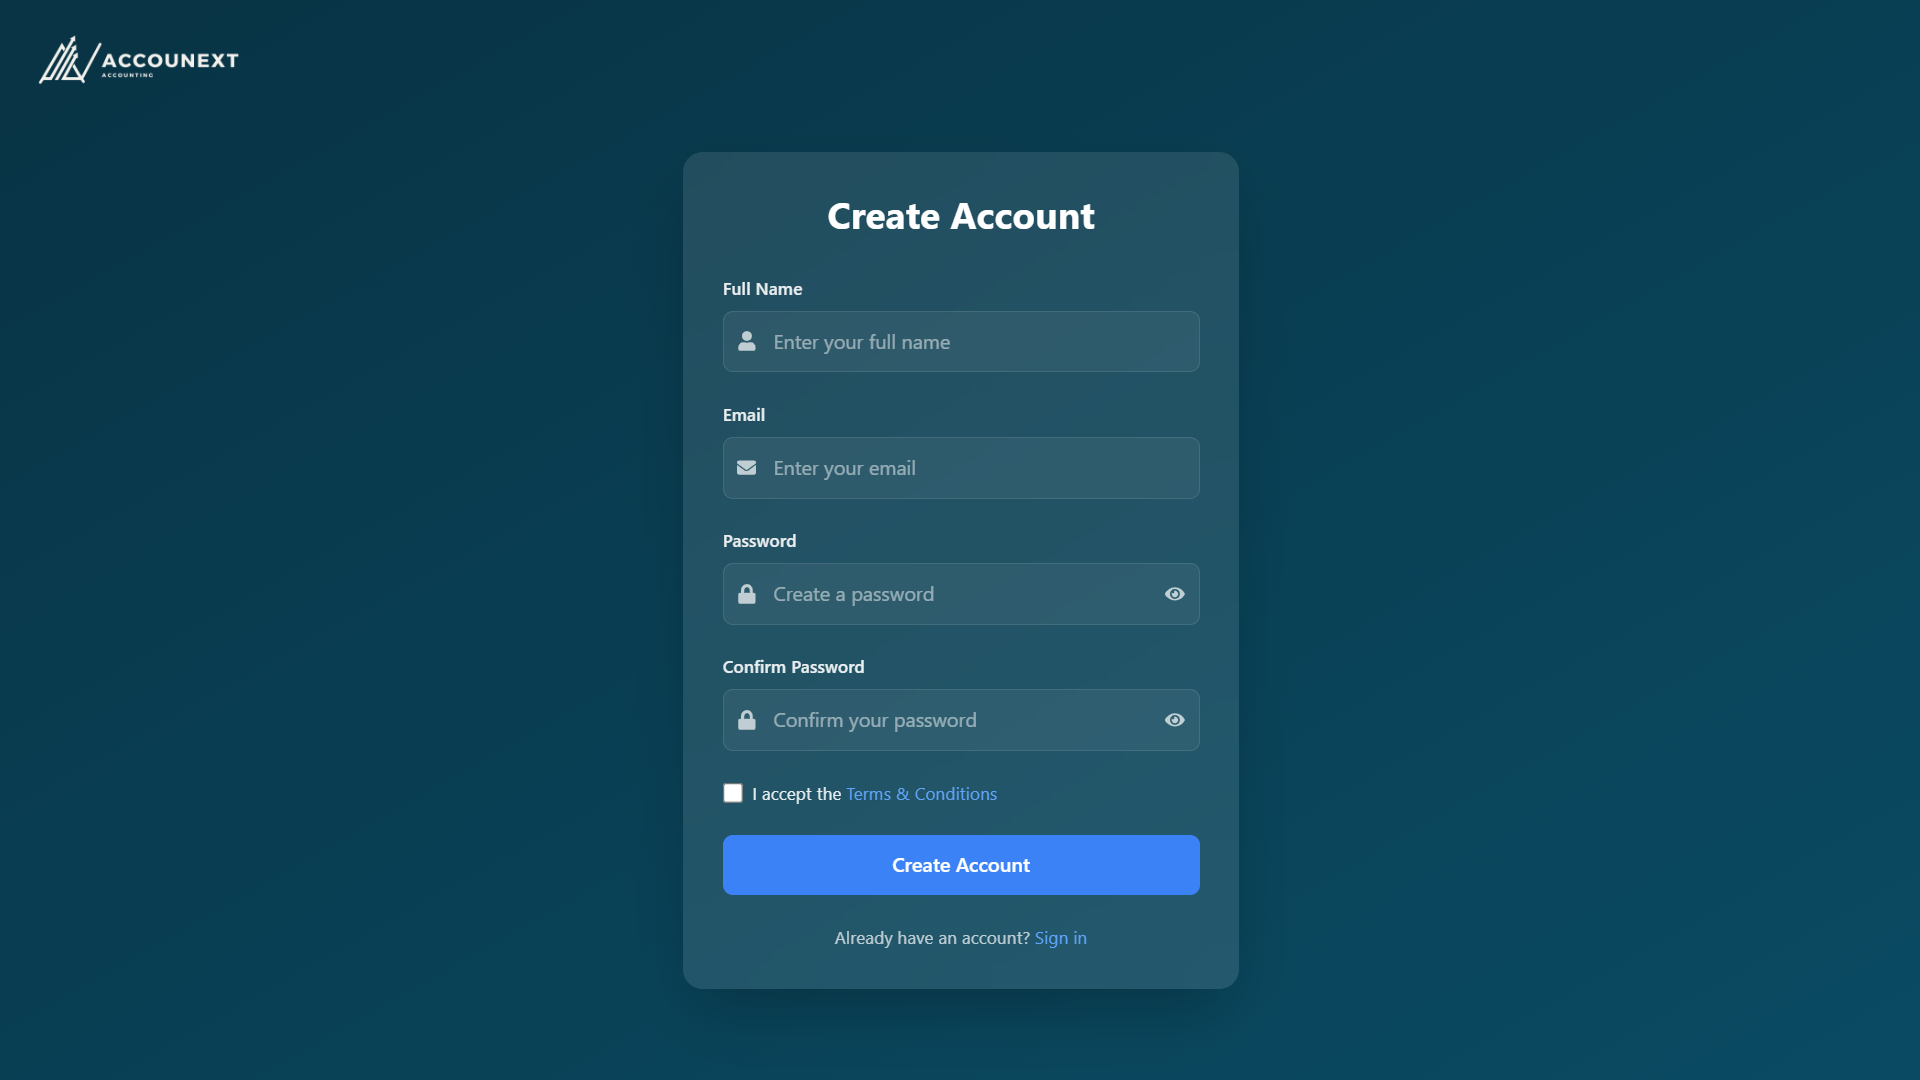 ACCOUNEXT
ACCOUNTING
Create Account
Full Name
Enter your full name
Email
Enter your email
Password
Create a password
Confirm Password
Confirm your password
I accept the Terms & Conditions
Create Account
Already have an account? Sign in